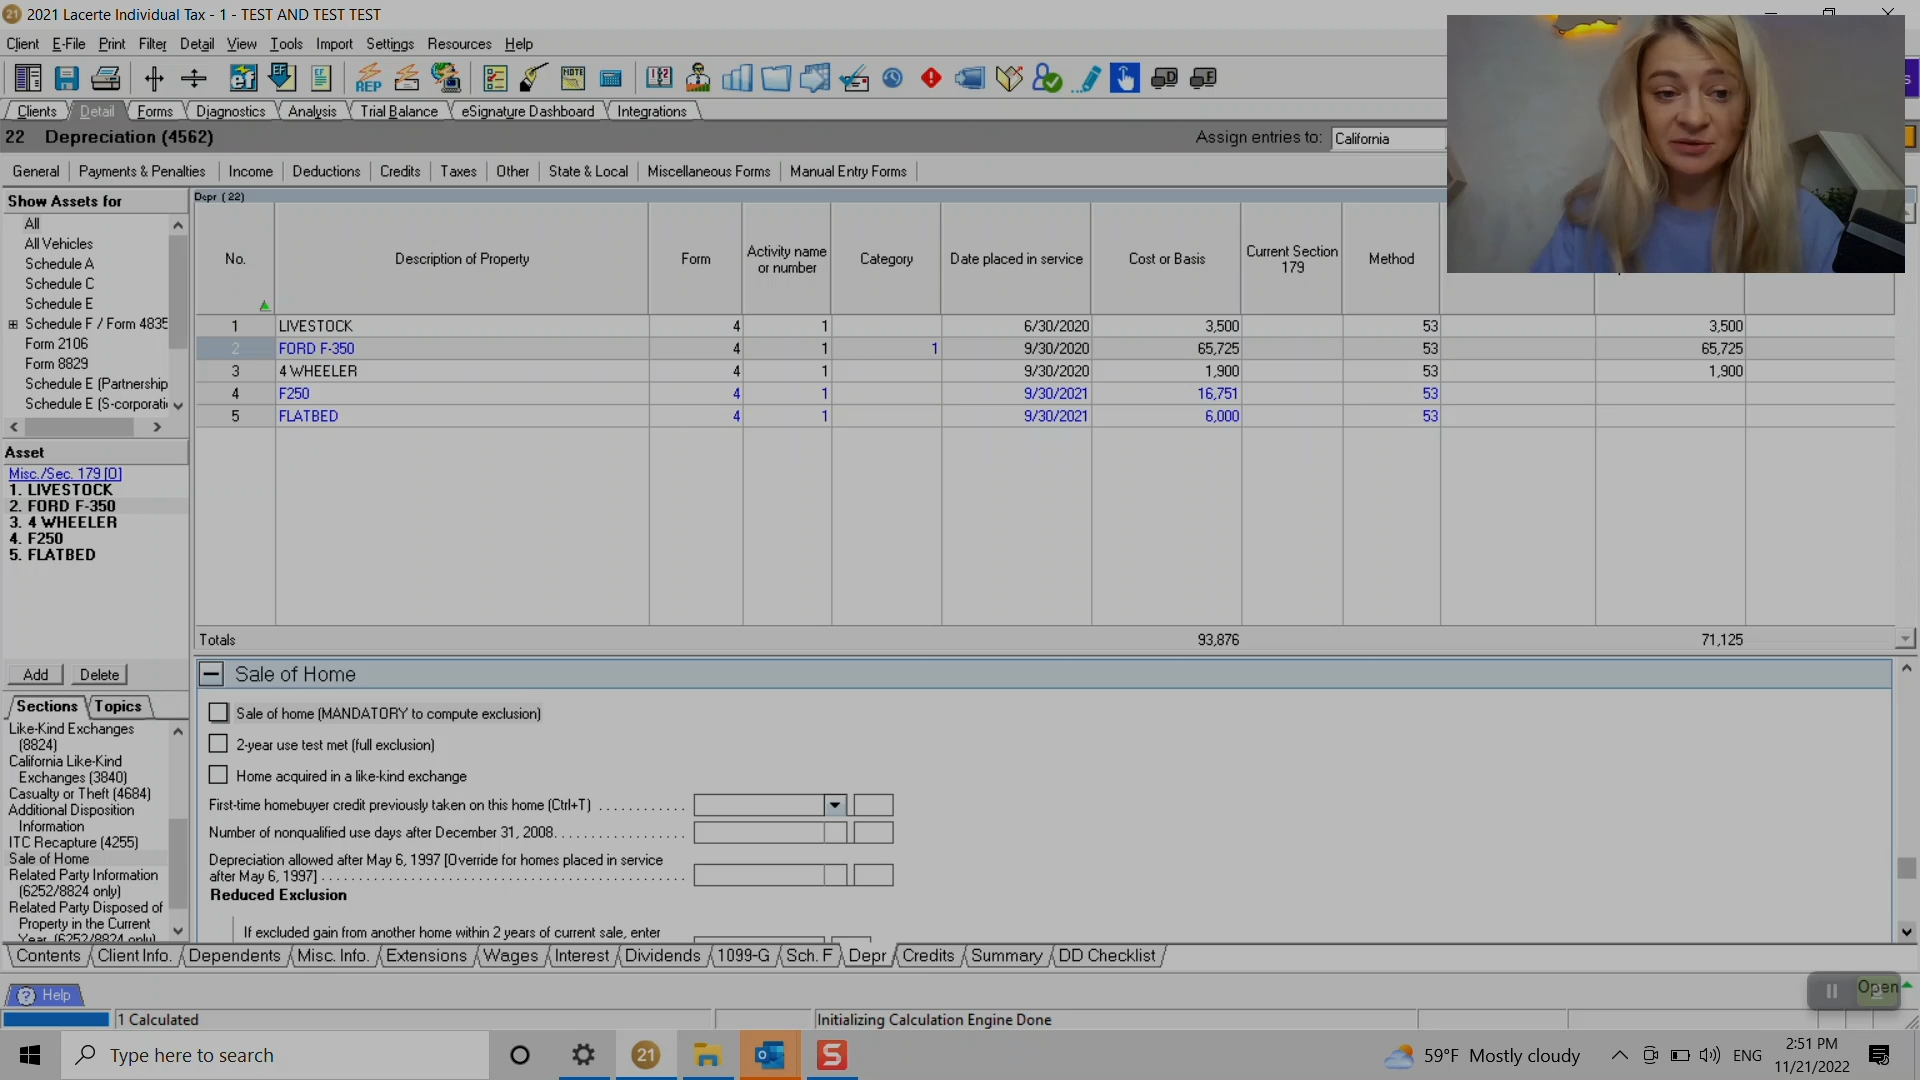 2021 Lacerte Individual Tax - 1 - TEST AND TEST TEST
Client E-File Print Filter Detail View Tools Import Settings Resources Help
Clients Detail Forms Diagnostics Analysis Trial Balance eSignature Dashboard Integrations
22 Depreciation (4562) Assign entries to: California
General Payments & Penalties Income Deductions Credits Taxes Other State & Local Miscellaneous Forms Manual Entry Forms
Show Assets for
All
All Vehicles
Schedule A
Schedule C
Schedule E
Schedule F / Form 4835
Form 2106
Form 8829
Schedule E (Partnership
Schedule E (S-corporati
Asset
Misc./Sec. 179 [0]
1. LIVESTOCK
2. FORD F-350
3. 4 WHEELER
4. F250
5. FLATBED
Add Delete
Sections Topics
Like-Kind Exchanges
(8824)
California Like-Kind
Exchanges (3840)
Casualty or Theft (4684)
Additional Disposition
Information
ITC Recapture (4255)
Sale of Home
Related Party Information
(6252/8824 only)
Related Party Disposed of
Property in the Current
Year (6252/8824 only)
Depr (22)
No. Description of Property Form Activity name or number Category Date placed in service Cost or Basis Current Section 179 Method
1 LIVESTOCK 4 1 6/30/2020 3,500 53 3,500
2 FORD F-350 4 1 1 9/30/2020 65,725 53 65,725
3 4 WHEELER 4 1 9/30/2020 1,900 53 1,900
4 F250 4 1 9/30/2021 16,751 53
5 FLATBED 4 1 9/30/2021 6,000 53
Totals 93,876 71,125
Sale of Home
Sale of home (MANDATORY to compute exclusion)
2-year use test met (full exclusion)
Home acquired in a like-kind exchange
First-time homebuyer credit previously taken on this home (Ctrl+T)
Number of nonqualified use days after December 31, 2008
Depreciation allowed after May 6, 1997 [Override for homes placed in service
after May 6, 1997]
Reduced Exclusion
If excluded gain from another home within 2 years of current sale, enter
Contents Client Info. Dependents Misc. Info. Extensions Wages Interest Dividends 1099-G Sch. F Depr Credits Summary DD Checklist
Help
Open
1 Calculated Initializing Calculation Engine Done
Type here to search
21
59°F Mostly cloudy
ENG
2:51 PM
11/21/2022